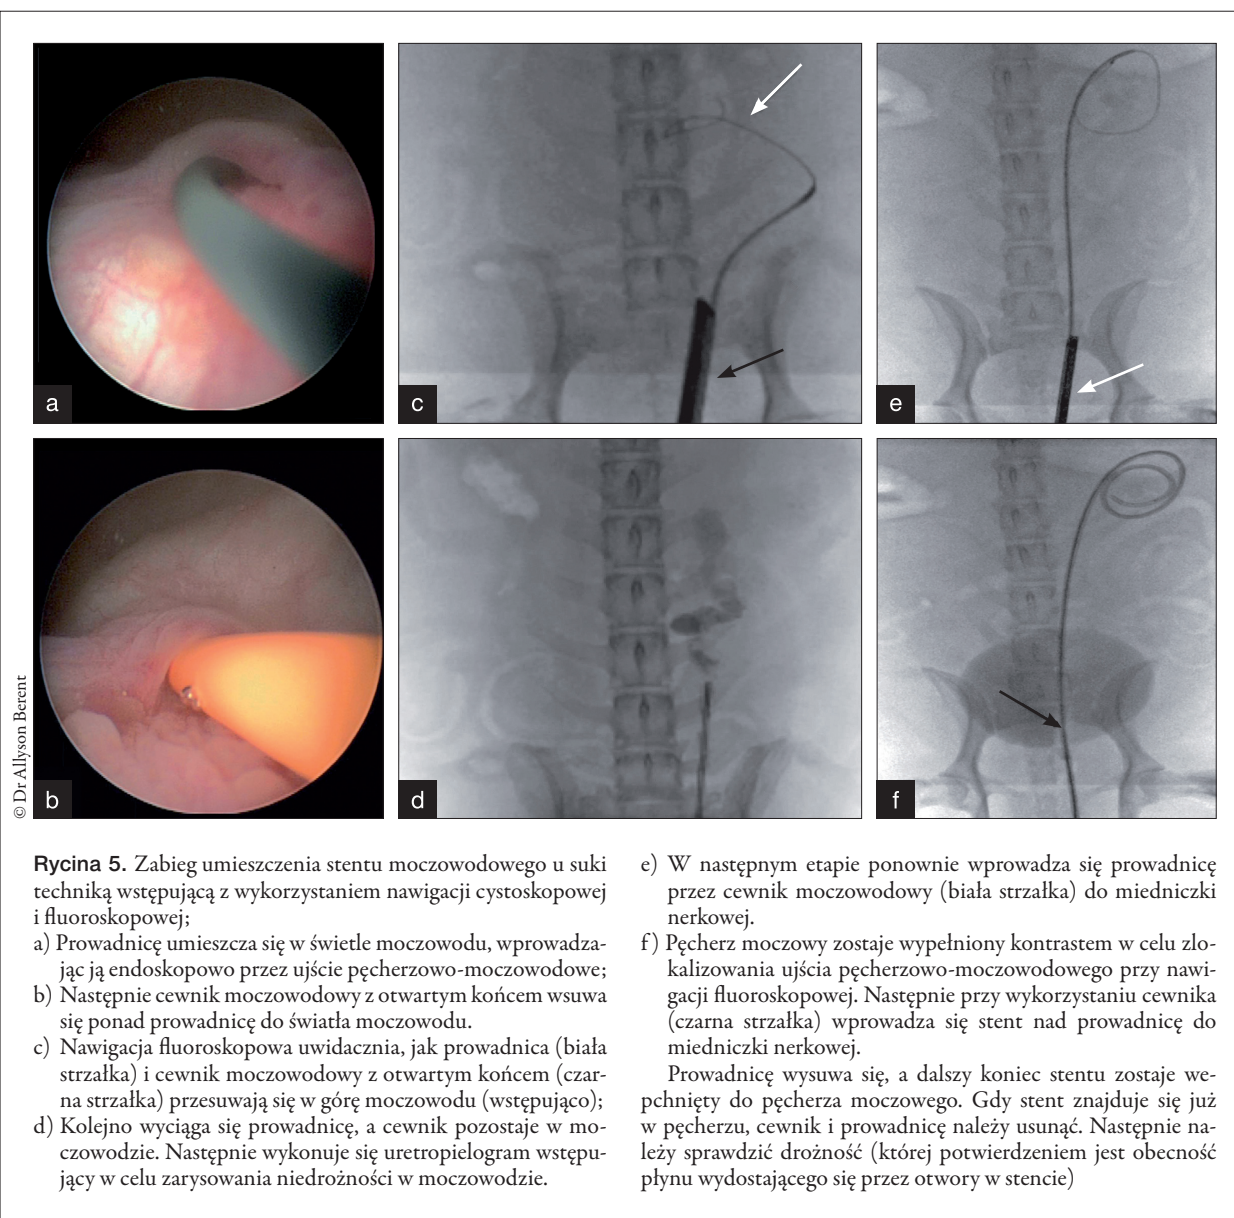 a
c
e
b
d
f
© Dr Allyson Berent
Rycina 5. Zabieg umieszczenia stentu moczowodowego u suki
techniką wstępującą z wykorzystaniem nawigacji cystoskopowej
i fluoroskopowej;
a) Prowadnicę umieszcza się w świetle moczowodu, wprowadza-
jąc ją endoskopowo przez ujście pęcherzowo-moczowodowe;
b) Następnie cewnik moczowodowy z otwartym końcem wsuwa
się ponad prowadnicę do światła moczowodu.
c) Nawigacja fluoroskopowa uwidacznia, jak prowadnica (biała
strzałka) i cewnik moczowodowy z otwartym końcem (czar-
na strzałka) przesuwają się w górę moczowodu (wstępująco);
d) Kolejno wyciąga się prowadnicę, a cewnik pozostaje w mo-
czowodzie. Następnie wykonuje się uretropielogram wstępu-
jący w celu zarysowania niedrożności w moczowodzie.
e) W następnym etapie ponownie wprowadza się prowadnicę
przez cewnik moczowodowy (biała strzałka) do miedniczki
nerkowej.
f) Pęcherz moczowy zostaje wypełniony kontrastem w celu zlo-
kalizowania ujścia pęcherzowo-moczowodowego przy nawi-
gacji fluoroskopowej. Następnie przy wykorzystaniu cewnika
(czarna strzałka) wprowadza się stent nad prowadnicę do
miedniczki nerkowej.
Prowadnicę wysuwa się, a dalszy koniec stentu zostaje we-
pchnięty do pęcherza moczowego. Gdy stent znajduje się już
w pęcherzu, cewnik i prowadnicę należy usunąć. Następnie na-
leży sprawdzić drożność (której potwierdzeniem jest obecność
płynu wydostającego się przez otwory w stencie)